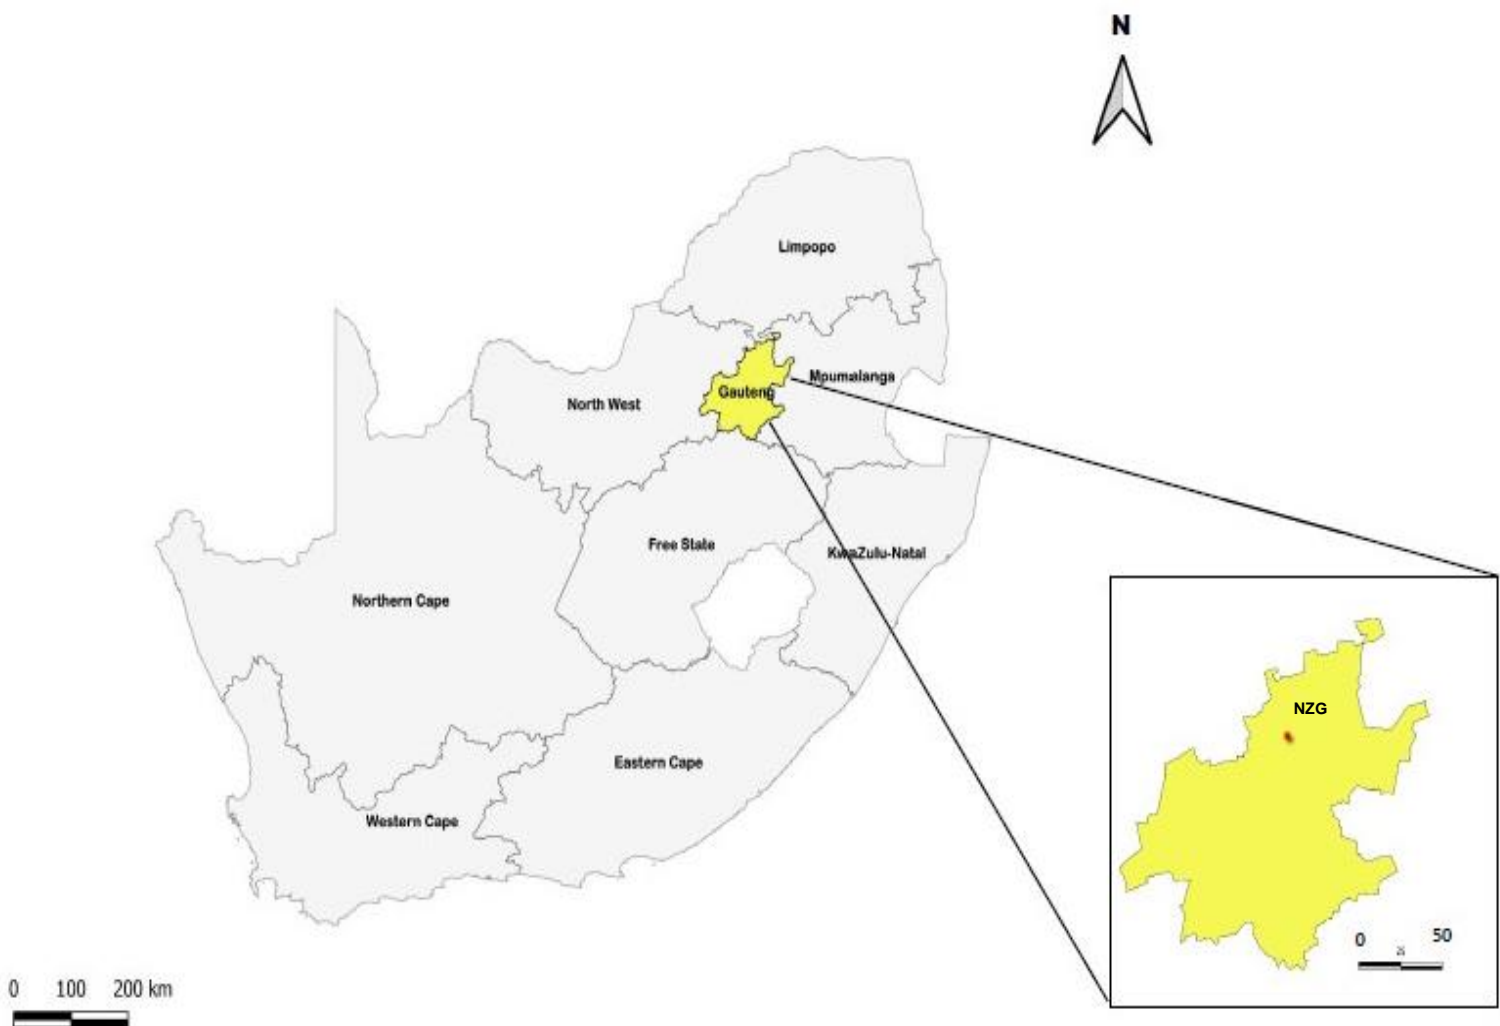 N
Limpopo
Mpumalanga
Gauteng
North West
Free State
KwaZulu-Natal
Northern Cape
NZG
Eastern Cape
Western Cape
0 25 50
0 100 200 km